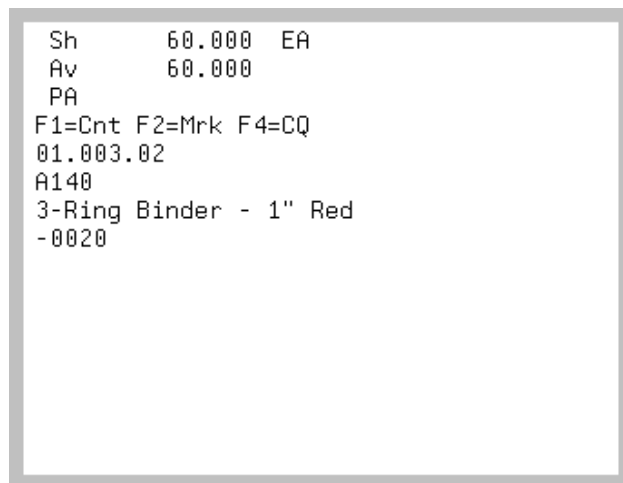 Sh 60.000 EA
Av 60.000
PA
F1=Cnt F2=Mrk F4=CQ
01.003.02
A140
3-Ring Binder - 1" Red
-0020